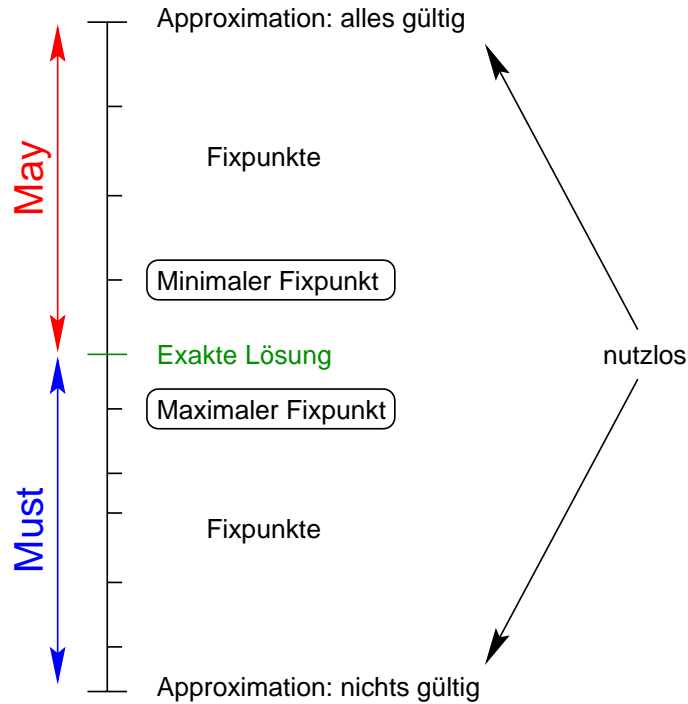 Approximation: alles gültig
May
Fixpunkte
Minimaler Fixpunkt
Exakte Lösung
nutzlos
Maximaler Fixpunkt
Must
Fixpunkte
Approximation: nichts gültig